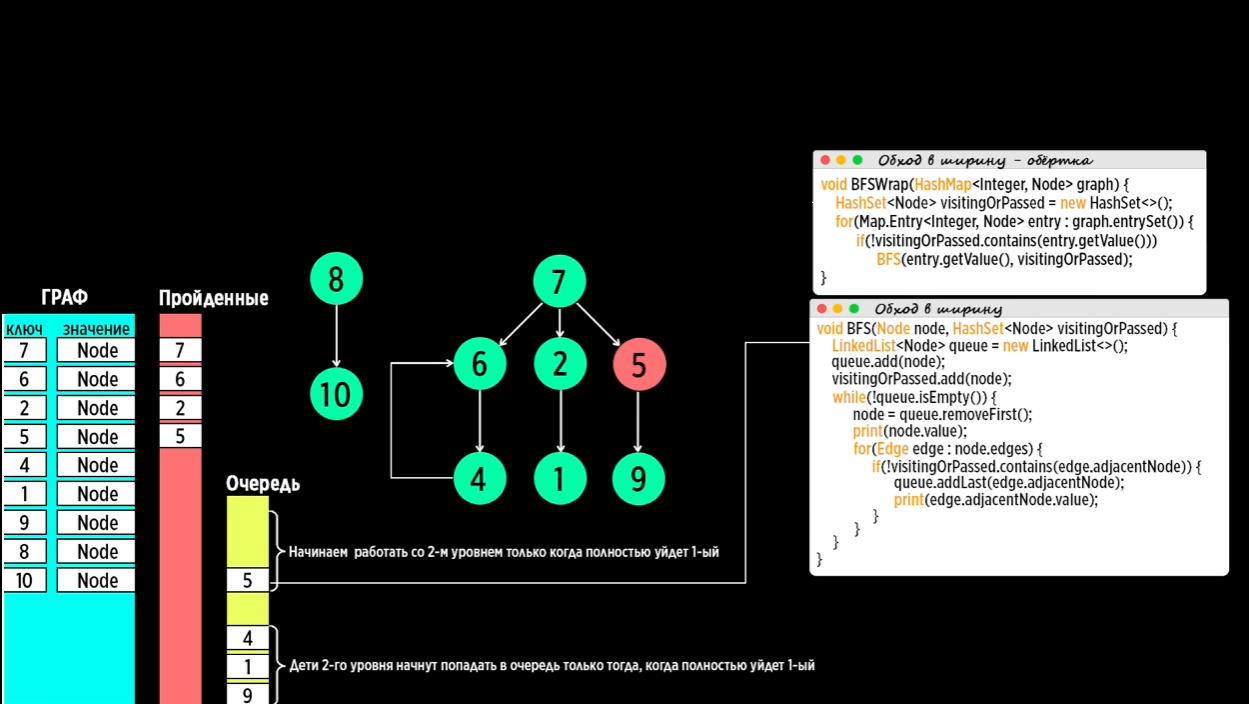 Обход в ширину - обёртка
void BFSWrap(HashMap<Integer, Node> graph) {
HashSet<Node> visitingOrPassed = new HashSet<>();
for(Map.Entry<Integer, Node> entry : graph.entrySet()) {
if(!visitingOrPassed.contains(entry.getValue()))
BFS(entry.getValue(), visitingOrPassed);
}
Обход в ширину
void BFS(Node node, HashSet<Node> visitingOrPassed) {
LinkedList<Node> queue = new LinkedList<>();
queue.add(node);
visitingOrPassed.add(node);
while(!queue.isEmpty()) {
node = queue.removeFirst();
print(node.value);
for(Edge edge : node.edges) {
if(!visitingOrPassed.contains(edge.adjacentNode)) {
queue.addLast(edge.adjacentNode);
print(edge.adjacentNode.value);
}
}
}
}
8
10
7
6 2 5
4 1 9
ГРАФ
ключ значение
7 Node
6 Node
2 Node
5 Node
4 Node
1 Node
9 Node
8 Node
10 Node
Пройденные
7
6
2
5
Очередь
Начинаем работать со 2-м уровнем только когда полностью уйдет 1-ый
5
4
1
9
Дети 2-го уровня начнут попадать в очередь только тогда, когда полностью уйдет 1-ый